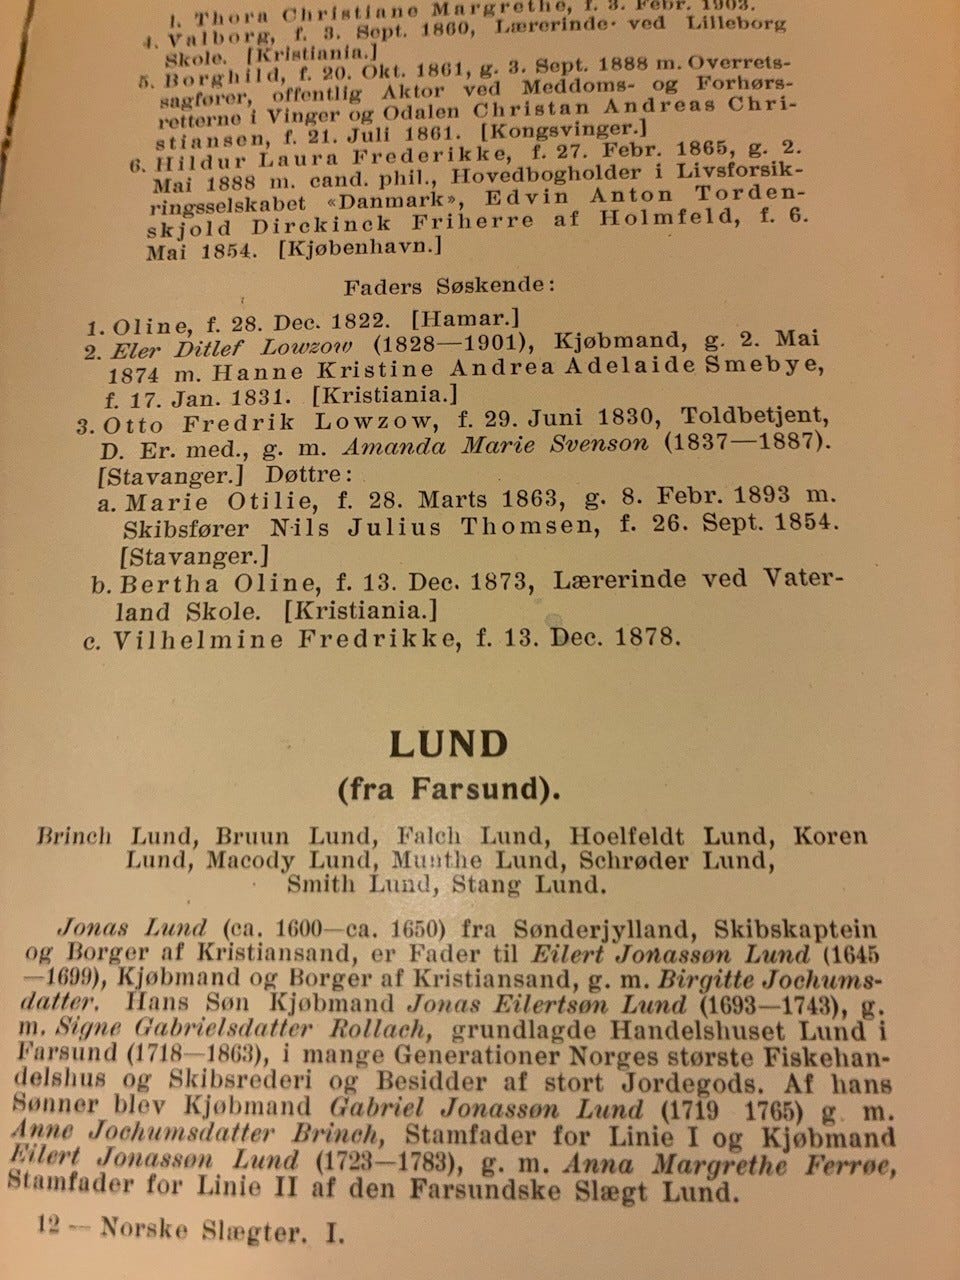 1. Thora Christiane Margrethe, f. 3. Febr. 1903.
4. Valborg, f. 3. Sept. 1860, Lærerinde ved Lilleborg
Skole. [Kristiania.]
5. Borghild, f. 20. Okt. 1861, g. 3. Sept. 1888 m. Overrets-
sagfører, offentlig Aktor ved Meddoms- og Forhørs-
retterne i Vinger og Odalen Christan Andreas Chri-
stiansen, f. 21. Juli 1861. [Kongsvinger.]
6. Hildur Laura Frederikke, f. 27. Febr. 1865, g. 2.
Mai 1888 m. cand. phil., Hovedbogholder i Livsforsik-
ringsselskabet «Danmark», Edvin Anton Torden-
skjold Dirckinck Friherre af Holmfeld, f. 6.
Mai 1854. [Kjøbenhavn.]
Faders Søskende:
1. Oline, f. 28. Dec. 1822. [Hamar.]
2. Eler Ditlef Lowzow (1828—1901), Kjøbmand, g. 2. Mai
1874 m. Hanne Kristine Andrea Adelaide Smebye,
f. 17. Jan. 1831. [Kristiania.]
3. Otto Fredrik Lowzow, f. 29. Juni 1830, Toldbetjent,
D. Er. med., g. m. Amanda Marie Svenson (1837—1887).
[Stavanger.] Døttre:
a. Marie Otilie, f. 28. Marts 1863, g. 8. Febr. 1893 m.
Skibsfører Nils Julius Thomsen, f. 26. Sept. 1854.
[Stavanger.]
b. Bertha Oline, f. 13. Dec. 1873, Lærerinde ved Vater-
land Skole. [Kristiania.]
c. Vilhelmine Fredrikke, f. 13. Dec. 1878.
LUND
(fra Farsund).
Brinch Lund, Bruun Lund, Falch Lund, Hoelfeldt Lund, Koren
Lund, Macody Lund, Munthe Lund, Schrøder Lund,
Smith Lund, Stang Lund.
Jonas Lund (ca. 1600—ca. 1650) fra Sønderjylland, Skibskaptein
og Borger af Kristiansand, er Fader til Eilert Jonassøn Lund (1645
—1699), Kjøbmand og Borger af Kristiansand, g. m. Birgitte Jochums-
datter. Hans Søn Kjøbmand Jonas Eilertsøn Lund (1693—1743), g.
m. Signe Gabrielsdatter Rollach, grundlagde Handelshuset Lund i
Farsund (1718—1863), i mange Generationer Norges største Fiskehan-
delshus og Skibsrederi og Besidder af stort Jordegods. Af hans
Sønner blev Kjøbmand Gabriel Jonassøn Lund (1719 1765) g. m.
Anne Jochumsdatter Brinch, Stamfader for Linie I og Kjøbmand
Eilert Jonassøn Lund (1723—1783), g. m. Anna Margrethe Ferrøe,
Stamfader for Linie II af den Farsundske Slægt Lund.
12 — Norske Slægter. I.